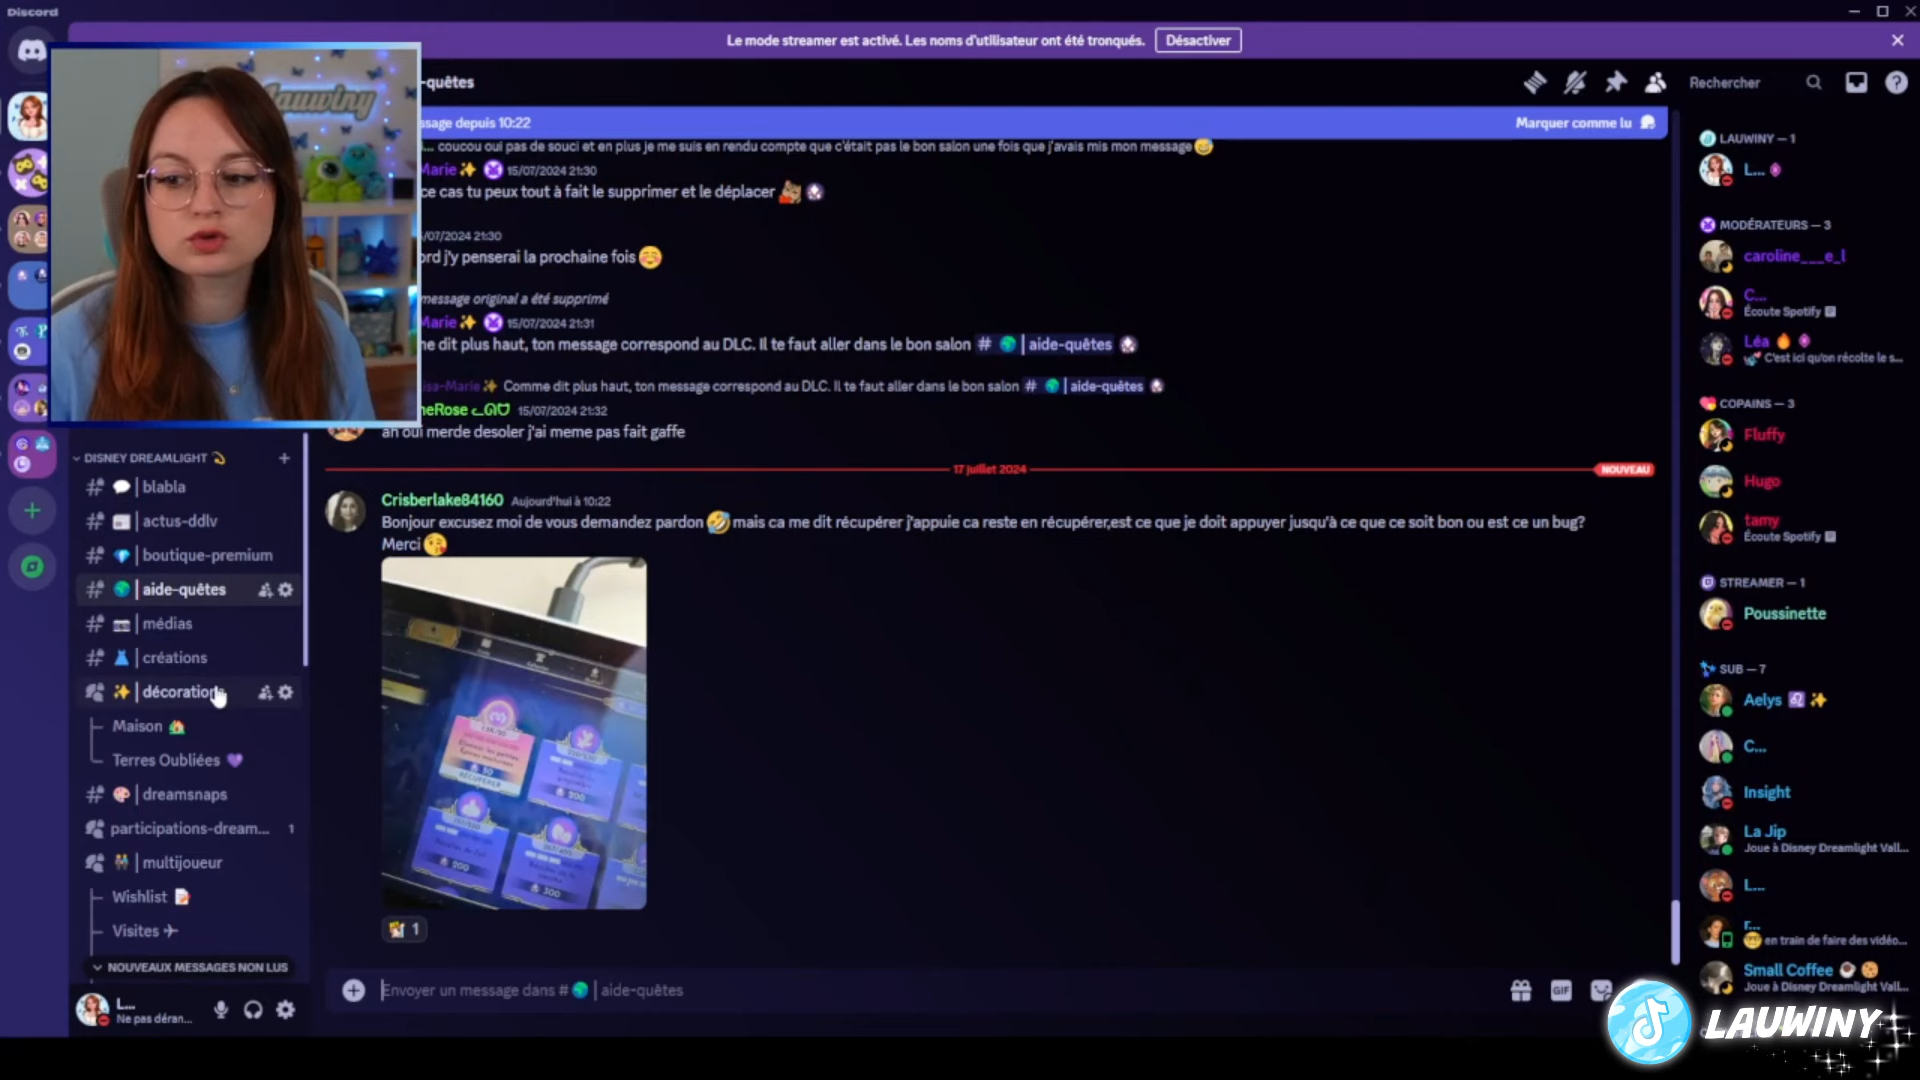 Discord
Le mode streamer est activé. Les noms d'utilisateur ont été tronqués.
Désactiver
-quêtes
Rechercher
Lauwiny
ssage depuis 10:22
Marquer comme lu
coucou oui pas de souci et en plus je me suis en rendu compte que c'était pas le bon salon une fois que j'avais mis mon message😅
Marie✨ 15/07/2024 21:30
ce cas tu peux tout à fait le supprimer et le déplacer
/07/2024 21:30
ord j'y penserai la prochaine fois☺️
message original a été supprimé
Marie✨ 15/07/2024 21:31
ne dit plus haut, ton message correspond au DLC. Il te faut aller dans le bon salon # 🌍 | aide-quêtes
isa-Marie✨ Comme dit plus haut, ton message correspond au DLC. Il te faut aller dans le bon salon # 🌍 | aide-quêtes
neRose 15/07/2024 21:32
ah oui merde desoler j'ai meme pas fait gaffe
17 juillet 2024
NOUVEAU
Crisberlake84160 Aujourd'hui à 10:22
Bonjour excusez moi de vous demandez pardon🤣mais ca me dit récupérer j'appuie ca reste en récupérer,est ce que je doit appuyer jusqu'à ce que ce soit bon ou est ce un bug?
Merci😘
RÉCUPÉRER
200
200
300
1
Envoyer un message dans #🌍 | aide-quêtes
GIF
DISNEY DREAMLIGHT 💫
# 💬 | blabla
# | actus-ddlv
# 💎 | boutique-premium
# 🌍 | aide-quêtes
# | médias
# 👗 | créations
✨ | décorations
Maison 🏡
Terres Oubliées 💜
# 🎨 | dreamsnaps
participations-dream... 1
👫 | multijoueur
Wishlist 📝
Visites ✈
NOUVEAUX MESSAGES NON LUS
L...
Ne pas déran...
LAUWINY — 1
L...
MODÉRATEURS — 3
caroline___e_l
C...
Écoute Spotify
Léa 🔥
C'est ici qu'on récolte le s...
COPAINS — 3
Fluffy
Hugo
tamy
Écoute Spotify
STREAMER — 1
Poussinette
SUB — 7
Aelys ✨
C...
Insight
La Jip
Joue à Disney Dreamlight Vall...
L...
r...
🤓 en train de faire des vidéo...
Small Coffee ☕ 🍪
Joue à Disney Dreamlight Vall...
LAUWINY